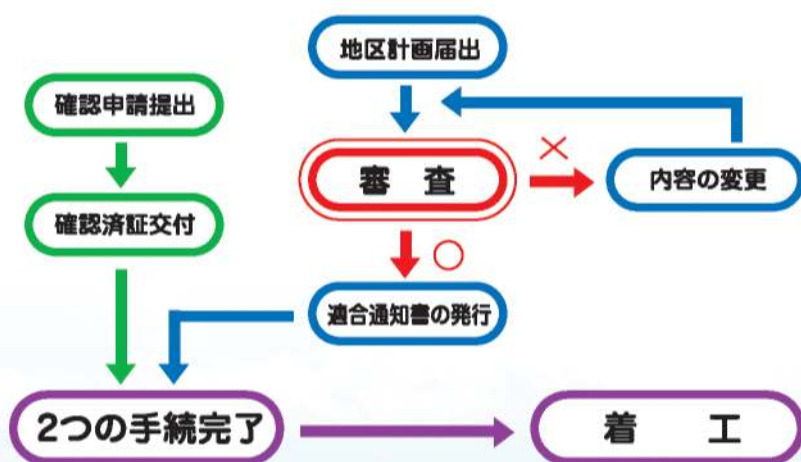 地区計画届出
確認申請提出
審 査
×
内容の変更
確認済証交付
○
適合通知書の発行
2つの手続完了
着 工